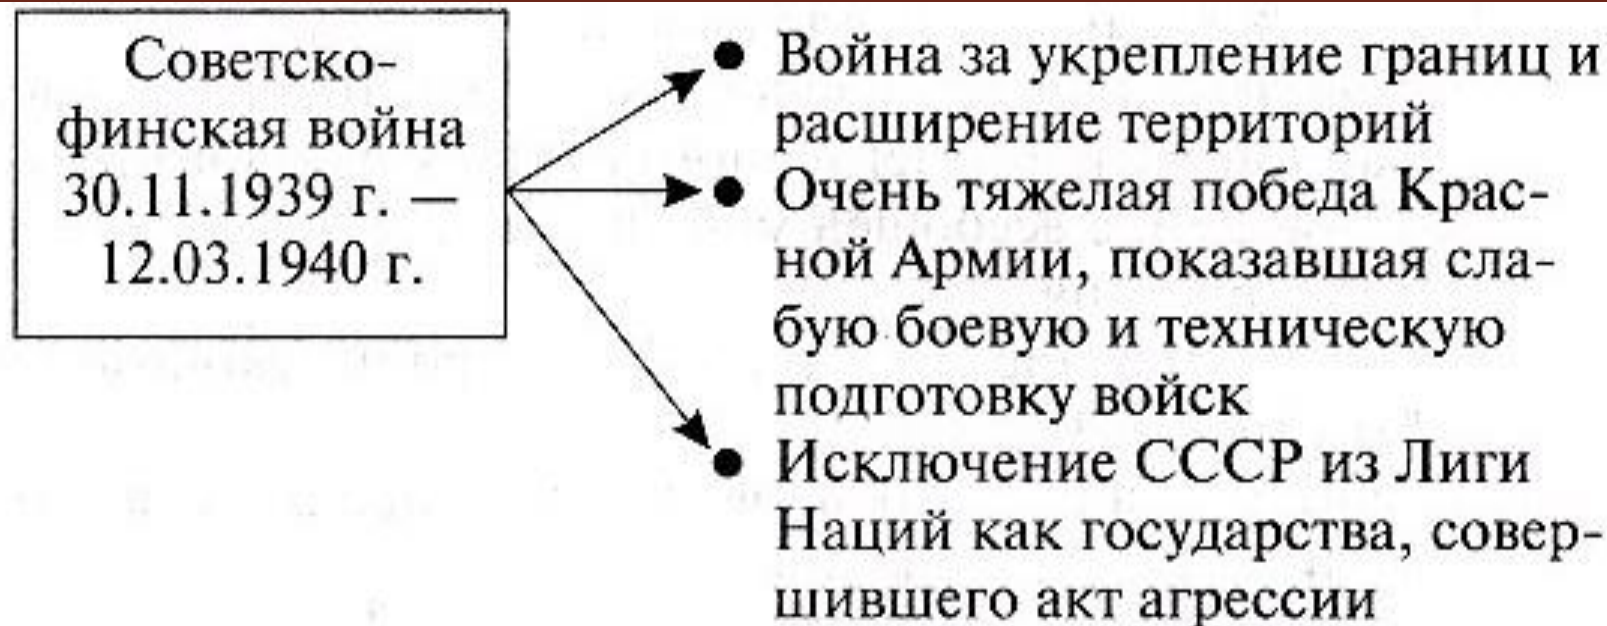 Советско-
финская война
30.11.1939 г. —
12.03.1940 г.
● Война за укрепление границ и
расширение территорий
● Очень тяжелая победа Крас-
ной Армии, показавшая сла-
бую боевую и техническую
подготовку войск
● Исключение СССР из Лиги
Наций как государства, совер-
шившего акт агрессии